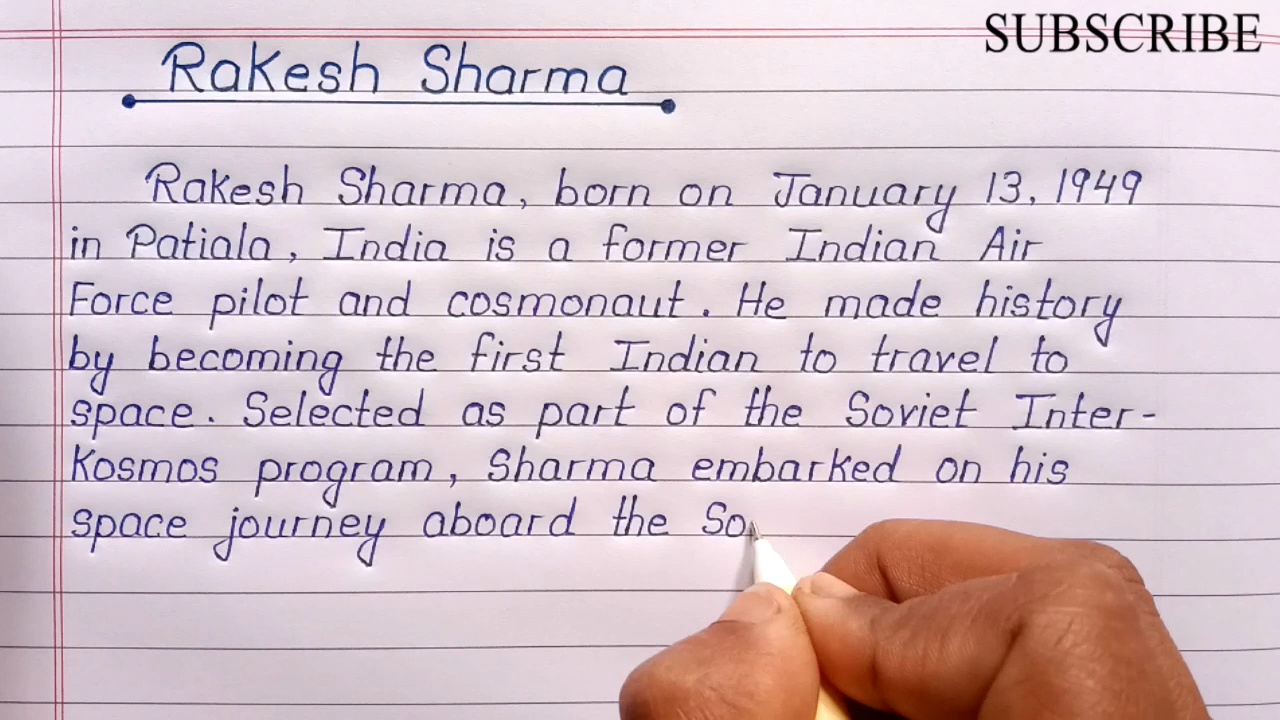 SUBSCRIBE
Rakesh Sharma
Rakesh Sharma, born on January 13, 1949
in Patiala, India is a former Indian Air
Force pilot and cosmonaut. He made history
by becoming the first Indian to travel to
space. Selected as part of the Soviet Inter-
Kosmos program, Sharma embarked on his
space journey aboard the So